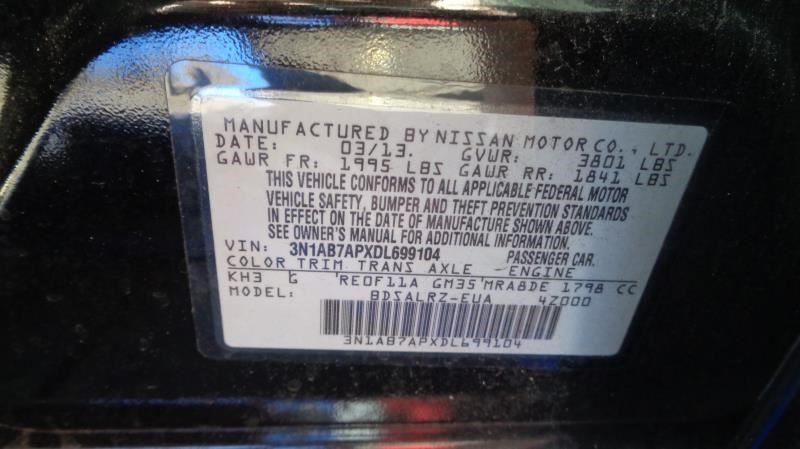 MANUFACTURED BY NISSAN MOTOR CO., LTD.
DATE: 03/13. GVWR: 3801 LBS
GAWR FR: 1995 LBS GAWR RR: 1841 LBS
THIS VEHICLE CONFORMS TO ALL APPLICABLE FEDERAL MOTOR
VEHICLE SAFETY, BUMPER AND THEFT PREVENTION STANDARDS
IN EFFECT ON THE DATE OF MANUFACTURE SHOWN ABOVE.
SEE OWNER'S MANUAL FOR ADDITIONAL INFORMATION.
VIN: 3N1AB7APXDL699104 PASSENGER CAR.
COLOR TRIM TRANS AXLE ENGINE
KH3 G RE0F11A GM35 MRA8DE 1798 CC
MODEL: BDSALRZ-EUA 4Z000
3N1AB7APXDL699104